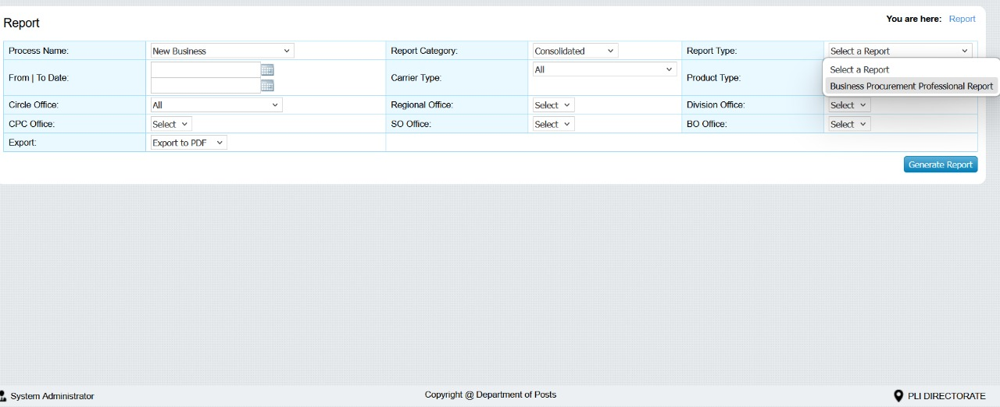 Report
You are here: Report
Process Name: New Business Report Category: Consolidated Report Type: Select a Report
Select a Report
Business Procurement Professional Report
From | To Date: Carrier Type: All Product Type:
Circle Office: All Regional Office: Select Division Office: Select
CPC Office: Select SO Office: Select BO Office: Select
Export: Export to PDF
Generate Report
System Administrator Copyright @ Department of Posts PLI DIRECTORATE